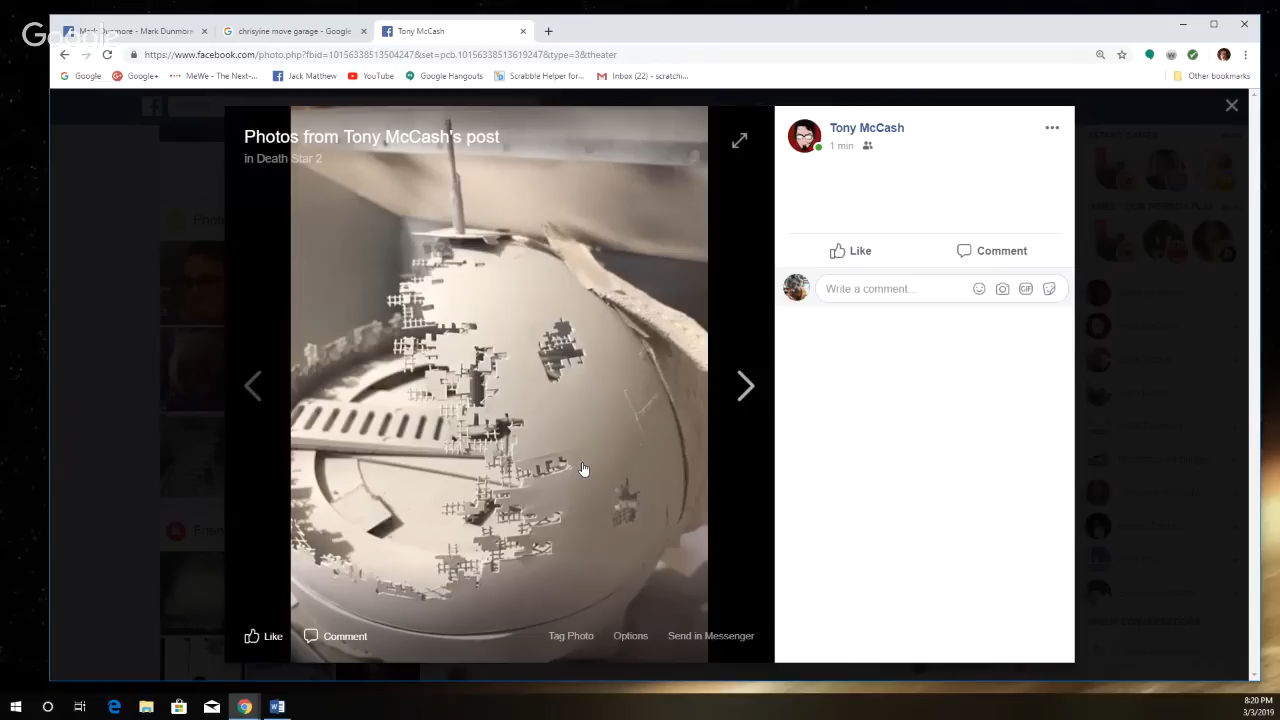 Hangouts
Mark Dunmore - Mark Dunmore
chrisyine move garage - Google
Tony McCash
https://www.facebook.com/photo.php?fbid=10156338513504247&set=pcb.10156338513619247&type=3&theater
Google
Google+
MeWe - The Next-...
Jack Matthew
YouTube
Google Hangouts
Scrabble Helper for...
Inbox (22) - scratchi...
Other bookmarks
Photos from Tony McCash's post
in Death Star 2
Tony McCash
1 min
Like
Comment
Write a comment...
GIF
Like
Comment
Tag Photo
Options
Send in Messenger
8:20 PM
3/3/2019